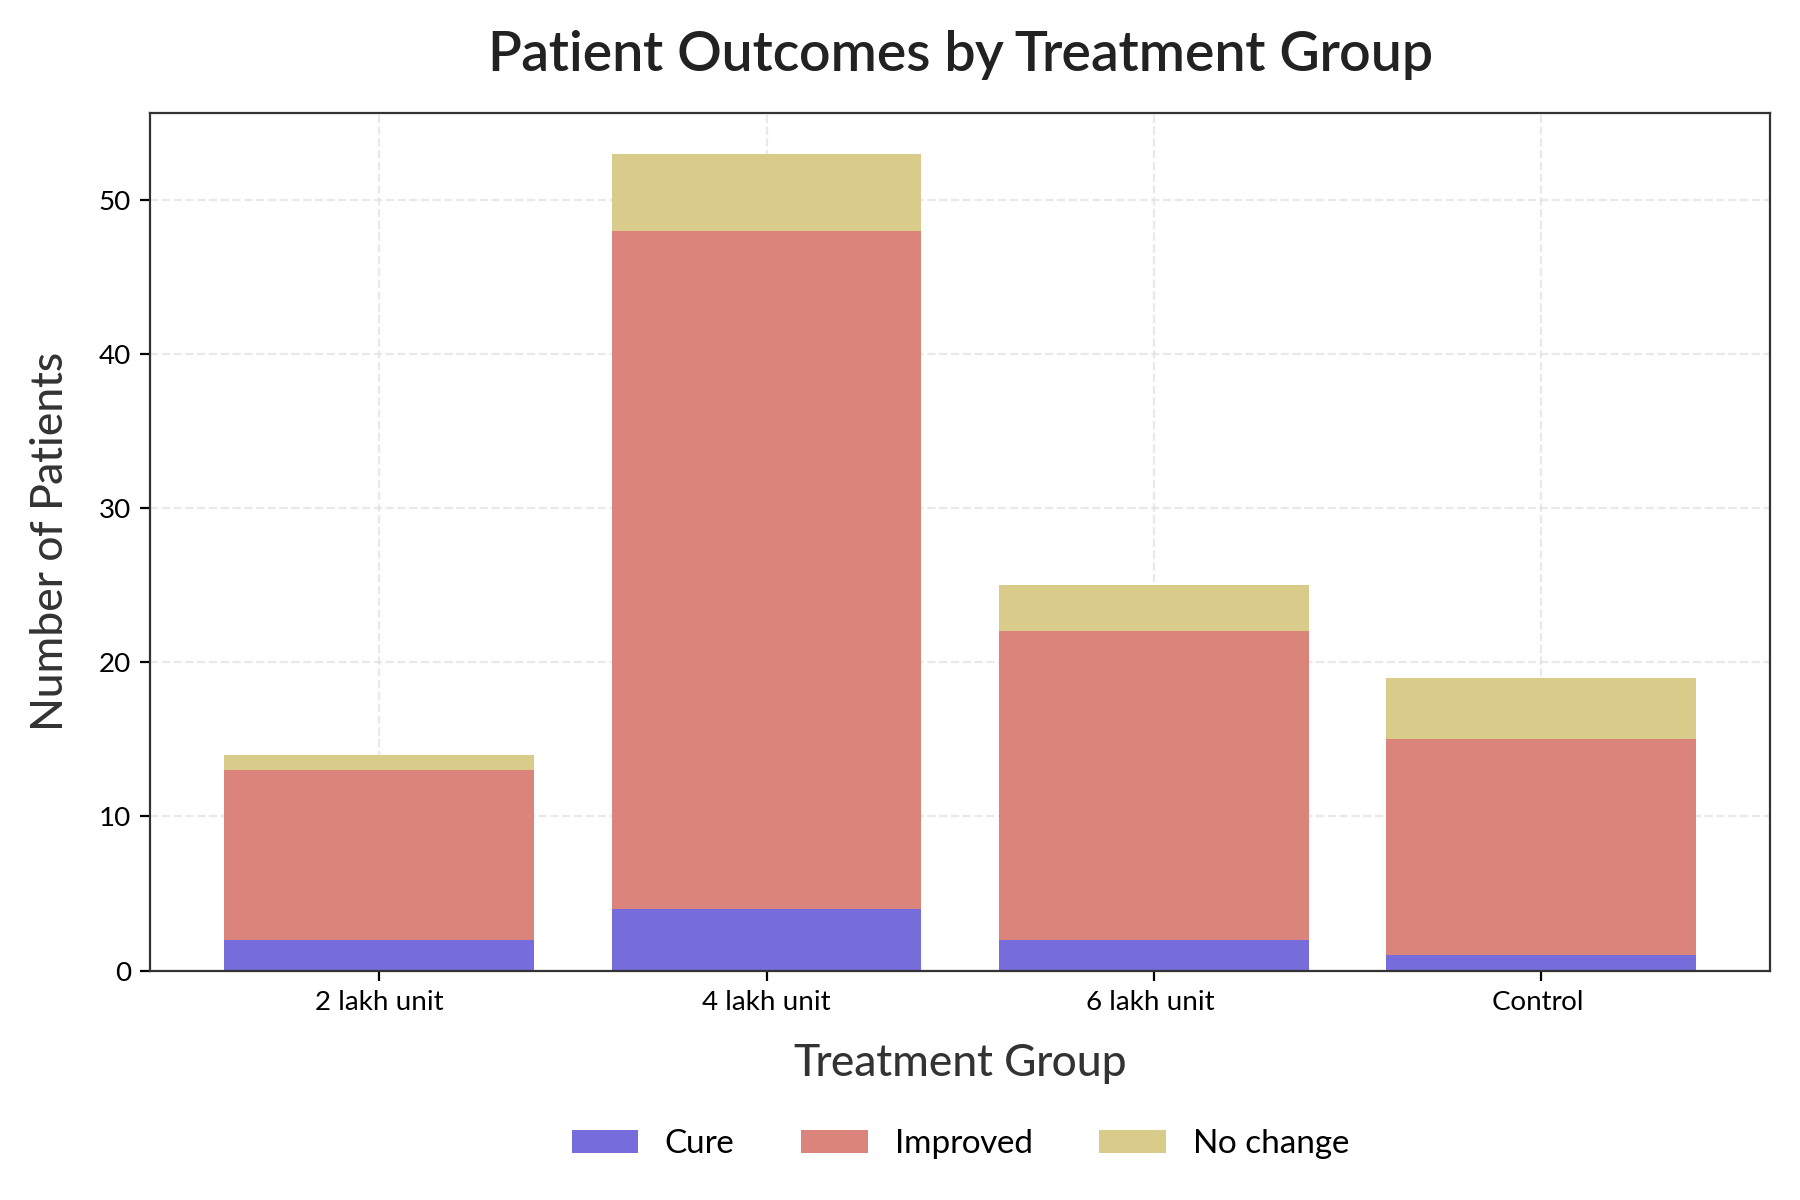 Patient Outcomes by Treatment Group
Number of Patients
50
40
30
20
10
0
2 lakh unit
4 lakh unit
6 lakh unit
Control
Treatment Group
Cure
Improved
No change